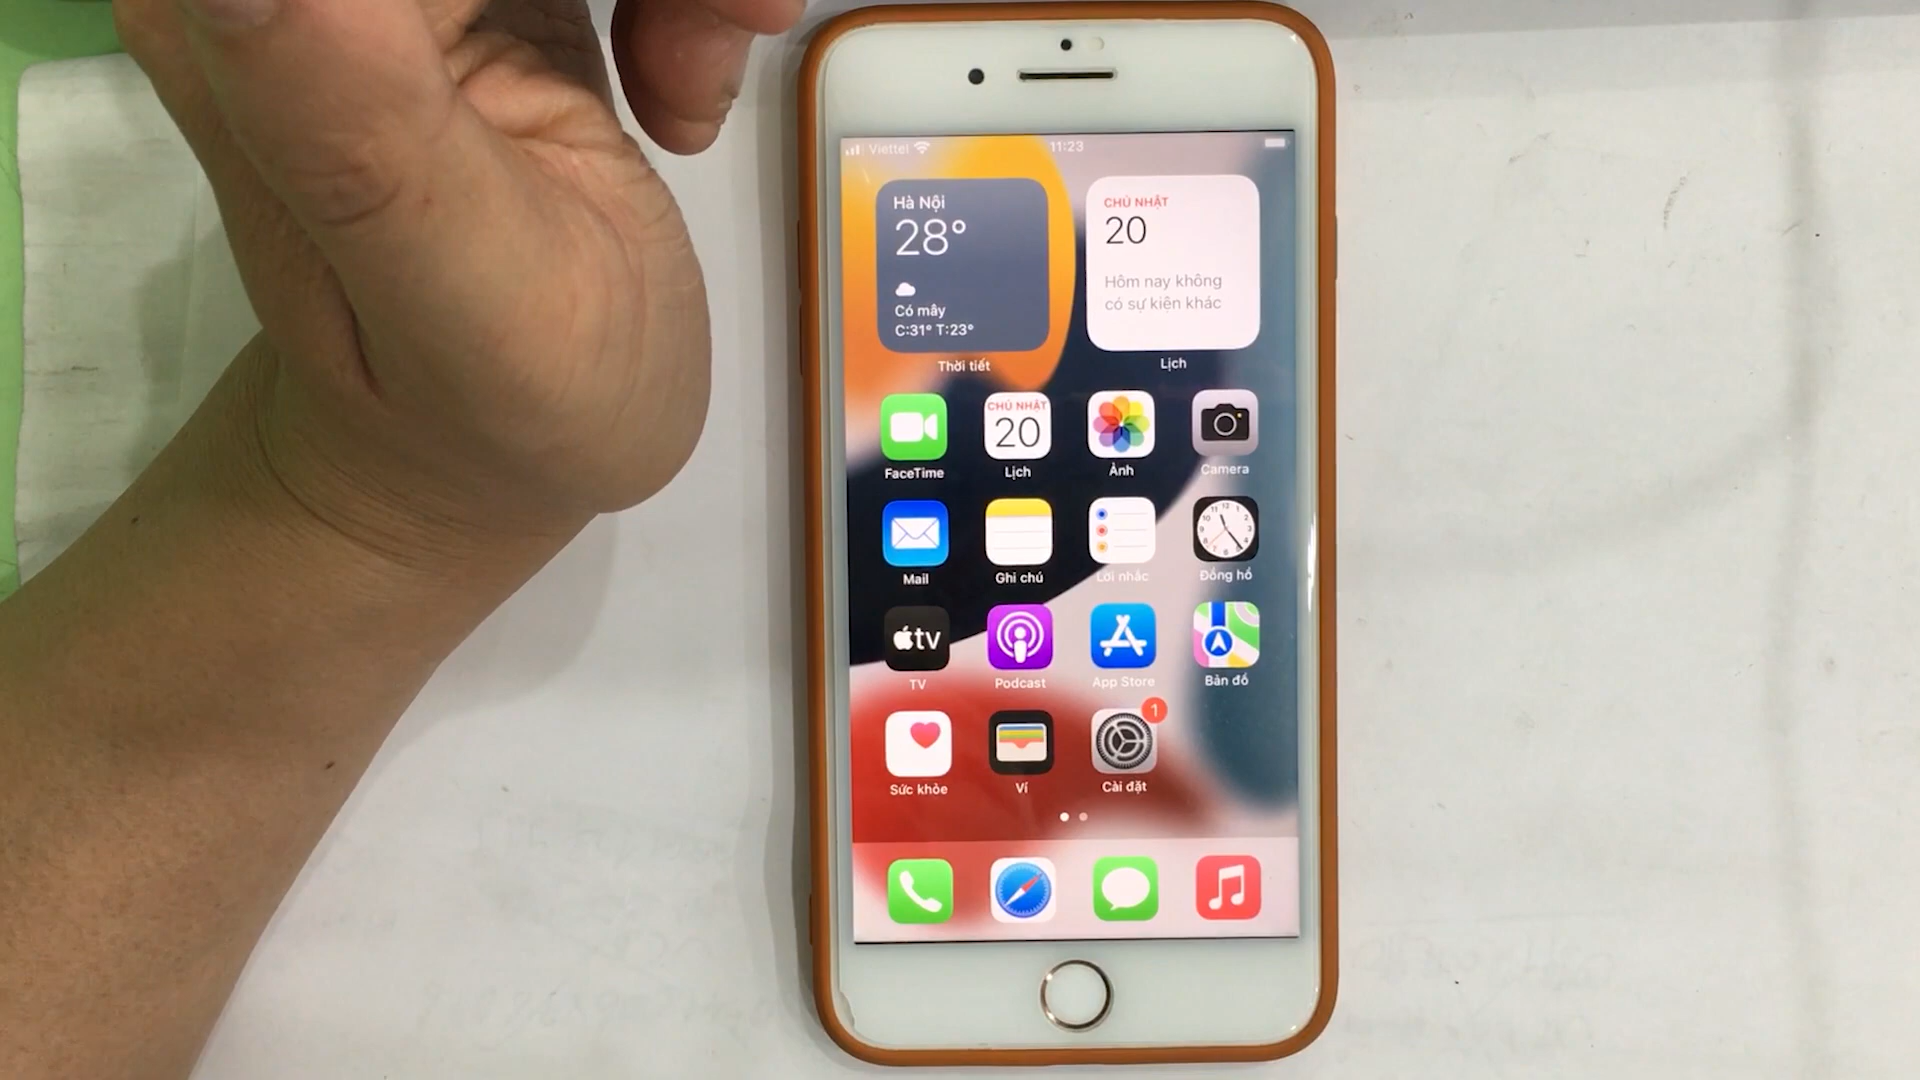 Viettel
11:23
Hà Nội
28°
Có mây
C:31° T:23°
Thời tiết
CHỦ NHẬT
20
Hôm nay không
có sự kiện khác
Lịch
FaceTime
CHỦ NHẬT
20
Lịch
Ảnh
Camera
Mail
Ghi chú
Lời nhắc
Đồng hồ
tv
TV
Podcast
App Store
Bản đồ
Sức khỏe
Ví
1
Cài đặt